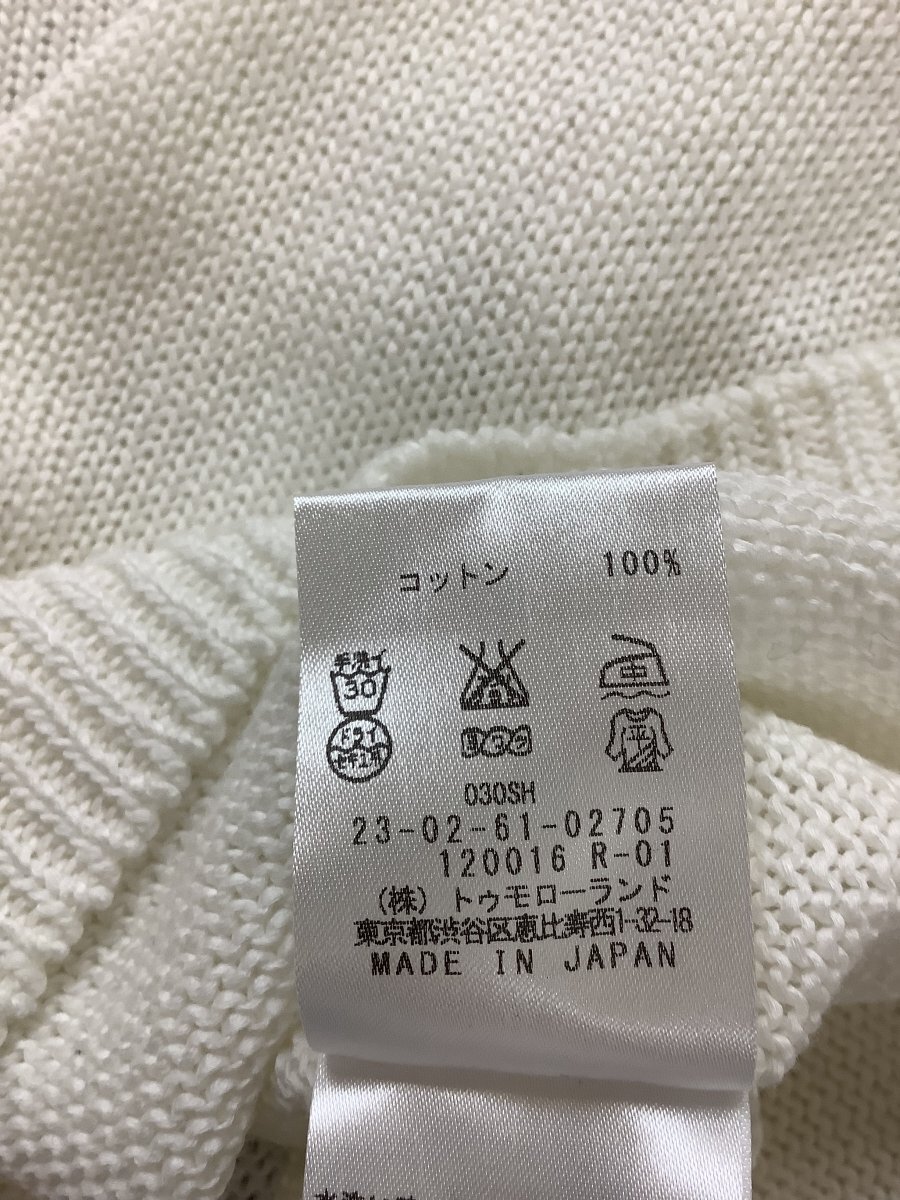 コットン 100%
手洗イ
30 中
ドライ
セキユ系 平
030SH
23-02-61-02705
120016 R-01
(株)トゥモローランド
東京都渋谷区恵比寿西1-32-18
MADE IN JAPAN